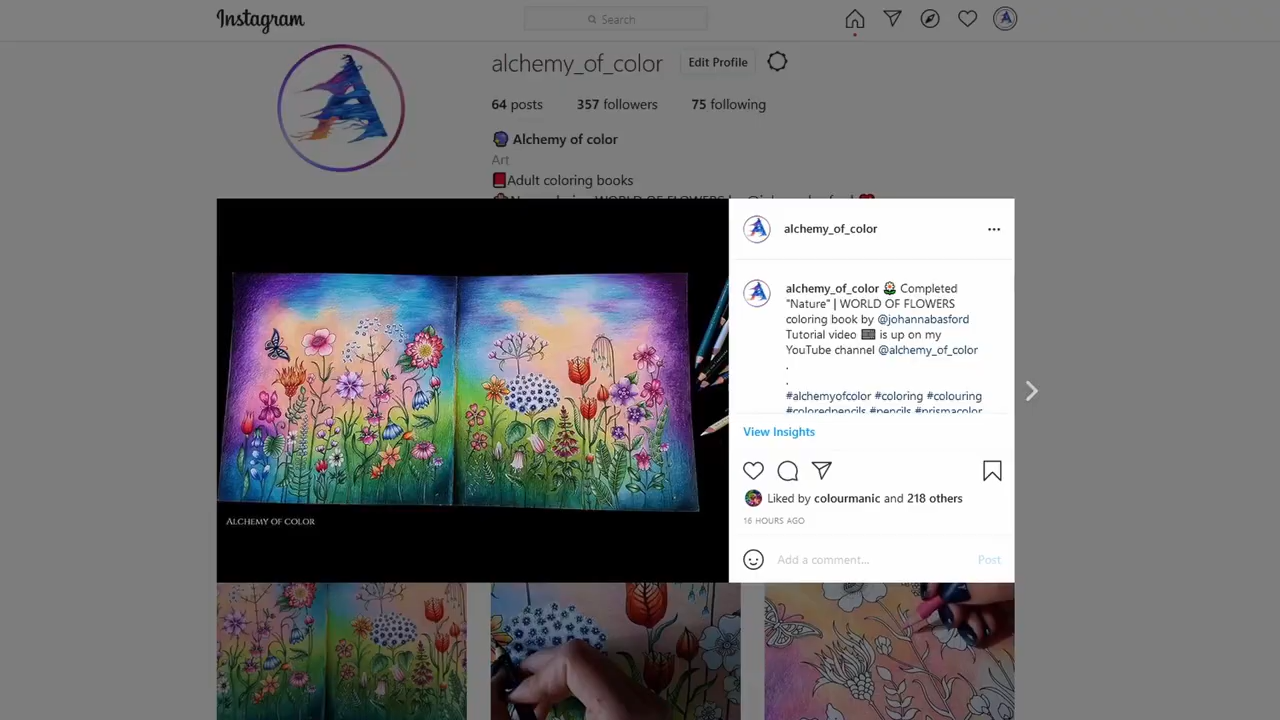 Instagram
Search
alchemy_of_color Edit Profile
64 posts 357 followers 75 following
Alchemy of color
Art
Adult coloring books
alchemy_of_color
alchemy_of_color 🌺 Completed
"Nature" | WORLD OF FLOWERS
coloring book by @johannabasford
Tutorial video 🎞 is up on my
YouTube channel @alchemy_of_color
.
.
#alchemyofcolor #coloring #colouring
#coloredpencils #pencils #prismacolor
View Insights
Liked by colourmanic and 218 others
16 HOURS AGO
Add a comment... Post
ALCHEMY OF COLOR